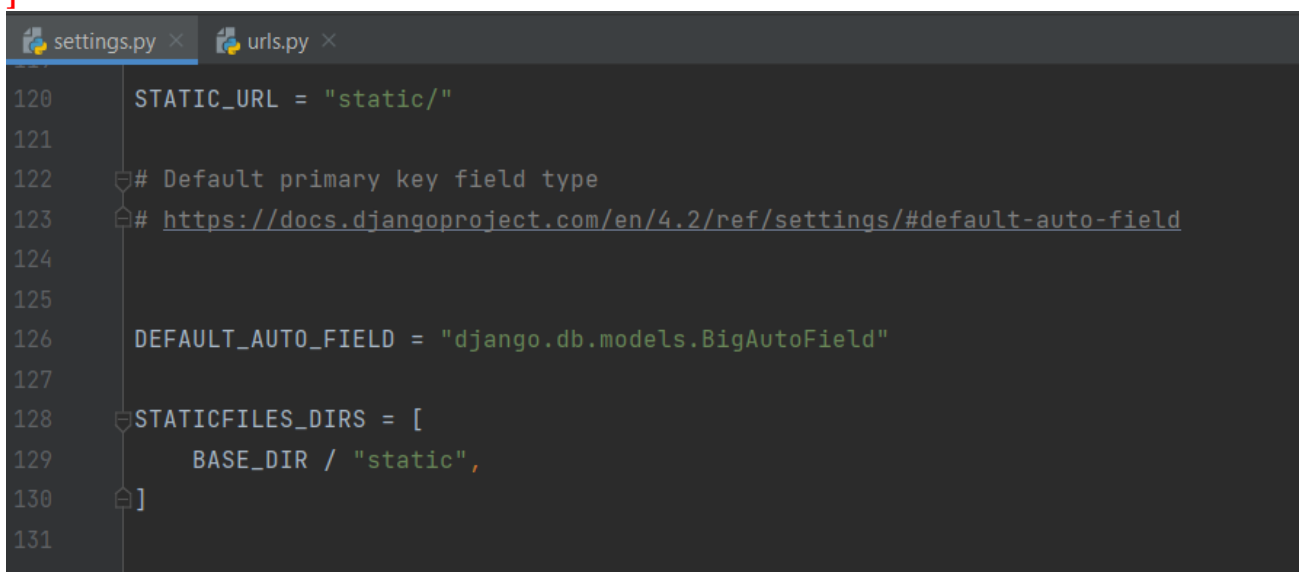 ]
settings.py × urls.py ×
120 STATIC_URL = "static/"
121
122 # Default primary key field type
123 # https://docs.djangoproject.com/en/4.2/ref/settings/#default-auto-field
124
125
126 DEFAULT_AUTO_FIELD = "django.db.models.BigAutoField"
127
128 STATICFILES_DIRS = [
129 BASE_DIR / "static",
130 ]
131